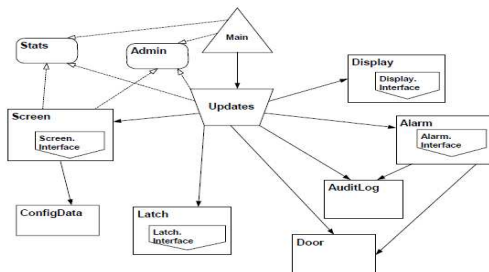 Main
Stats
Admin
Display
Display.
Interface
Updates
Screen
Screen.
Interface
Alarm
Alarm.
Interface
AuditLog
ConfigData
Latch
Latch.
Interface
Door